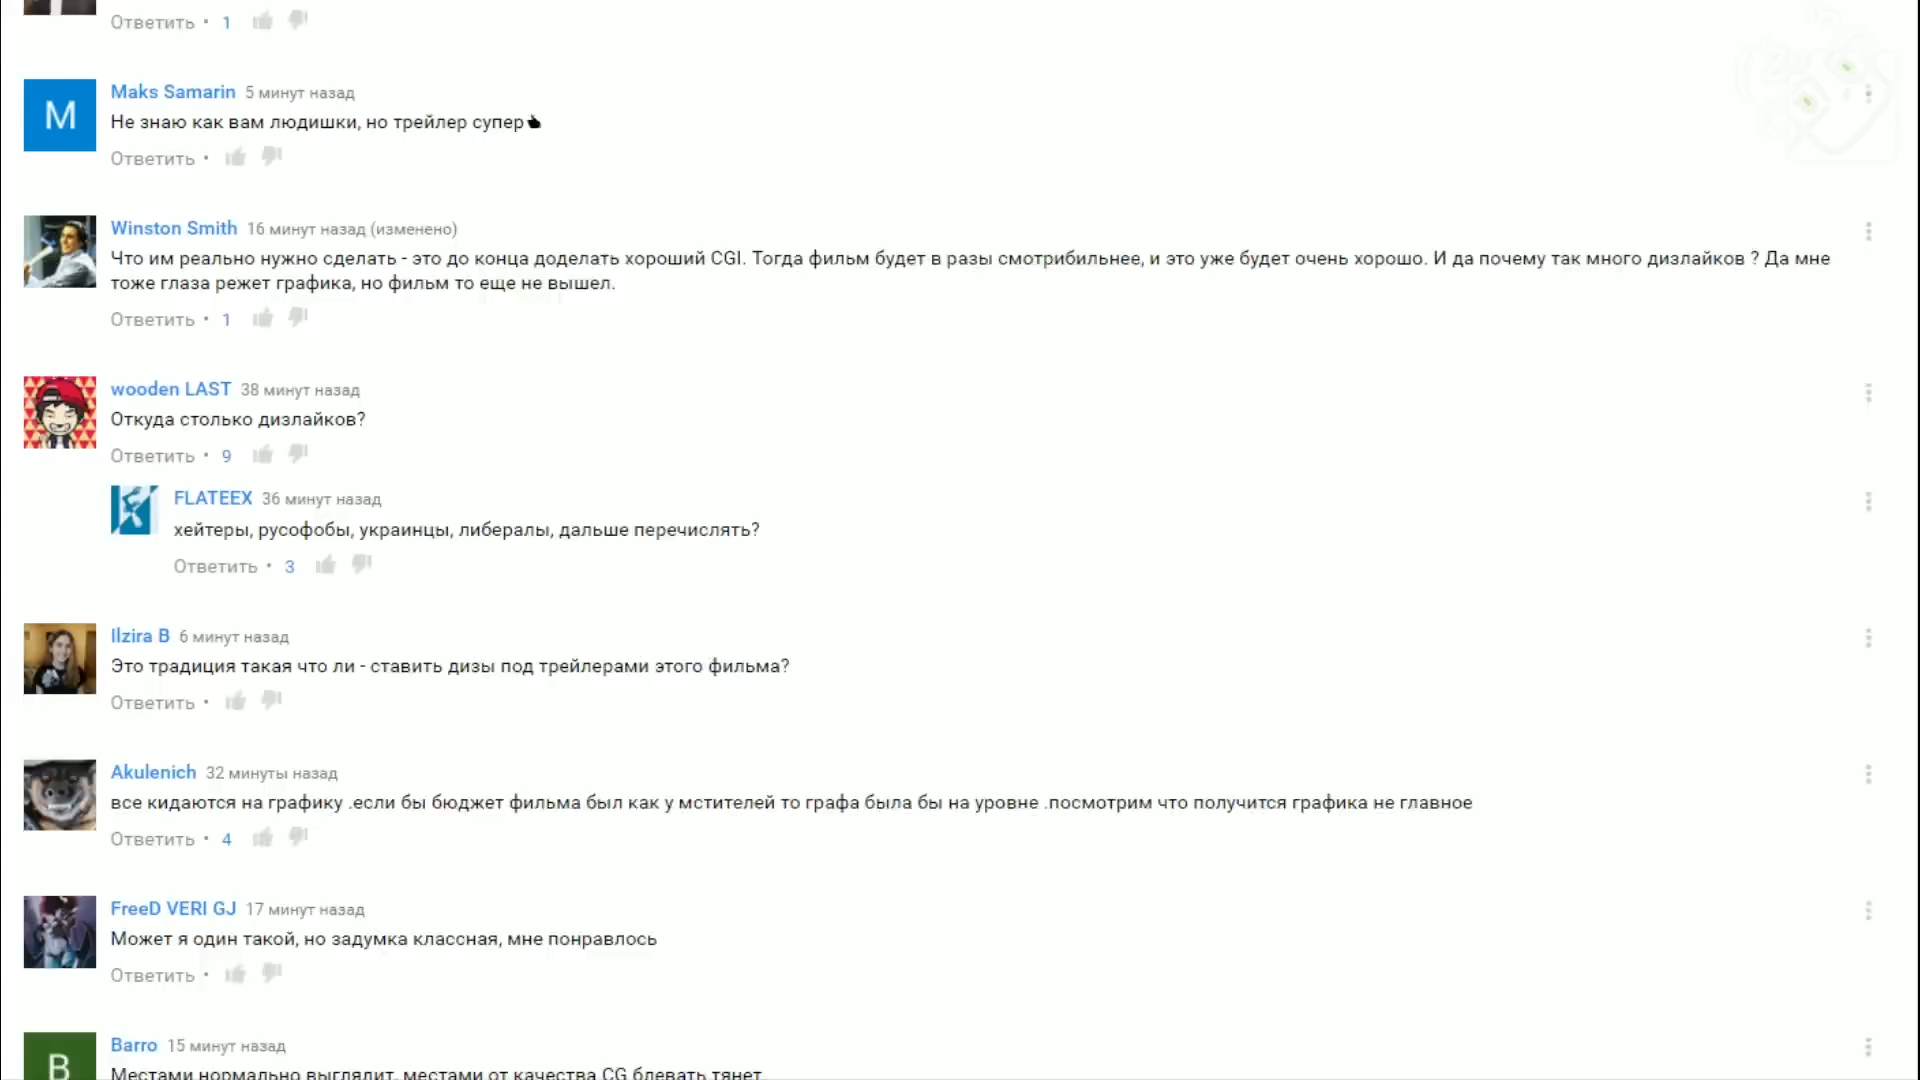 Ответить • 1
M
Maks Samarin 5 минут назад
Не знаю как вам людишки, но трейлер супер
Ответить •
Winston Smith 16 минут назад (изменено)
Что им реально нужно сделать - это до конца доделать хороший CGI. Тогда фильм будет в разы смотрибильнее, и это уже будет очень хорошо. И да почему так много дизлайков ? Да мне
тоже глаза режет графика, но фильм то еще не вышел.
Ответить • 1
wooden LAST 38 минут назад
Откуда столько дизлайков?
Ответить • 9
FLATEEX 36 минут назад
хейтеры, русофобы, украинцы, либералы, дальше перечислять?
Ответить • 3
Ilzira B 6 минут назад
Это традиция такая что ли - ставить дизы под трейлерами этого фильма?
Ответить •
Akulenich 32 минуты назад
все кидаются на графику .если бы бюджет фильма был как у мстителей то графа была бы на уровне .посмотрим что получится графика не главное
Ответить • 4
FreeD VERI GJ 17 минут назад
Может я один такой, но задумка классная, мне понравлось
Ответить •
B
Barro 15 минут назад
Местами нормально выглядит, местами от качества CG блевать тянет.